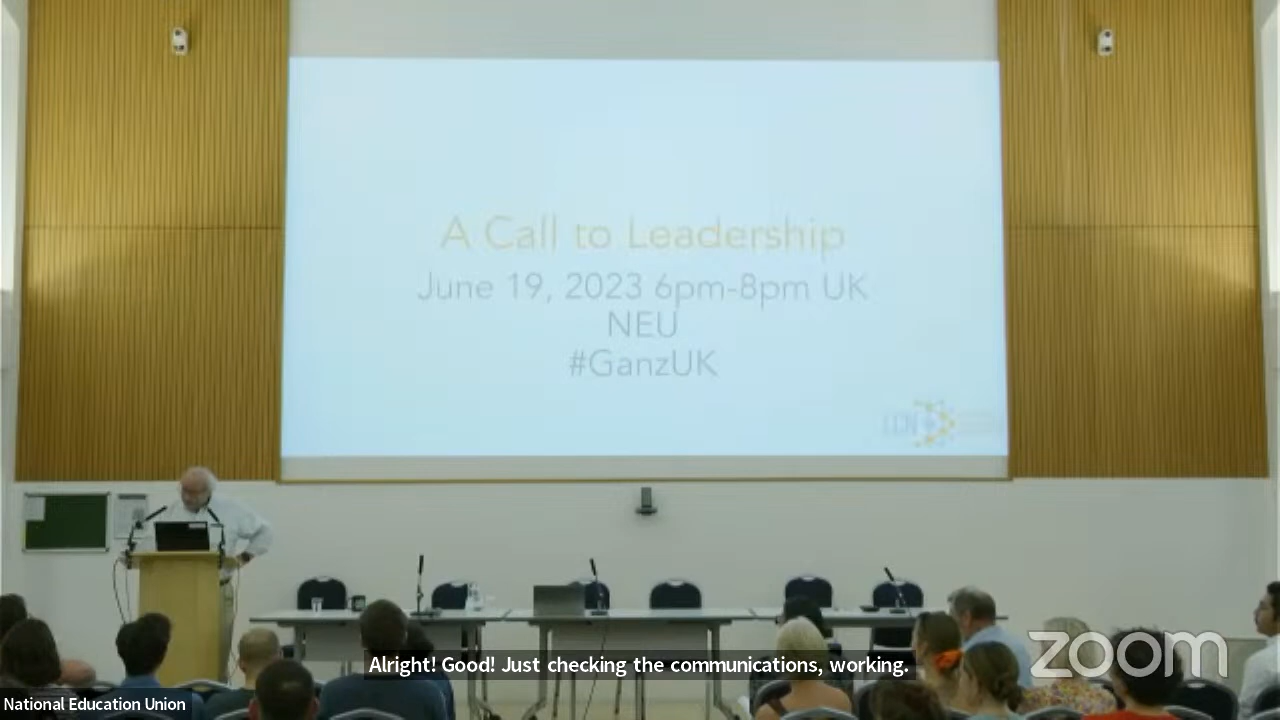 A Call to Leadership
June 19, 2023 6pm-8pm UK
NEU
#GanzUK
Alright! Good! Just checking the communications, working.
zoom
National Education Union